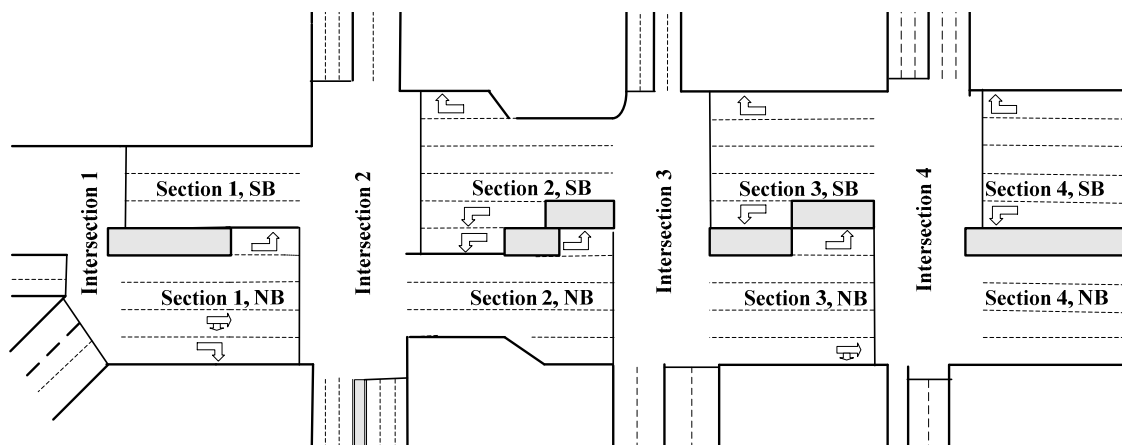 Intersection 1
Intersection 2
Intersection 3
Intersection 4
Section 1, SB
Section 2, SB
Section 3, SB
Section 4, SB
Section 1, NB
Section 2, NB
Section 3, NB
Section 4, NB